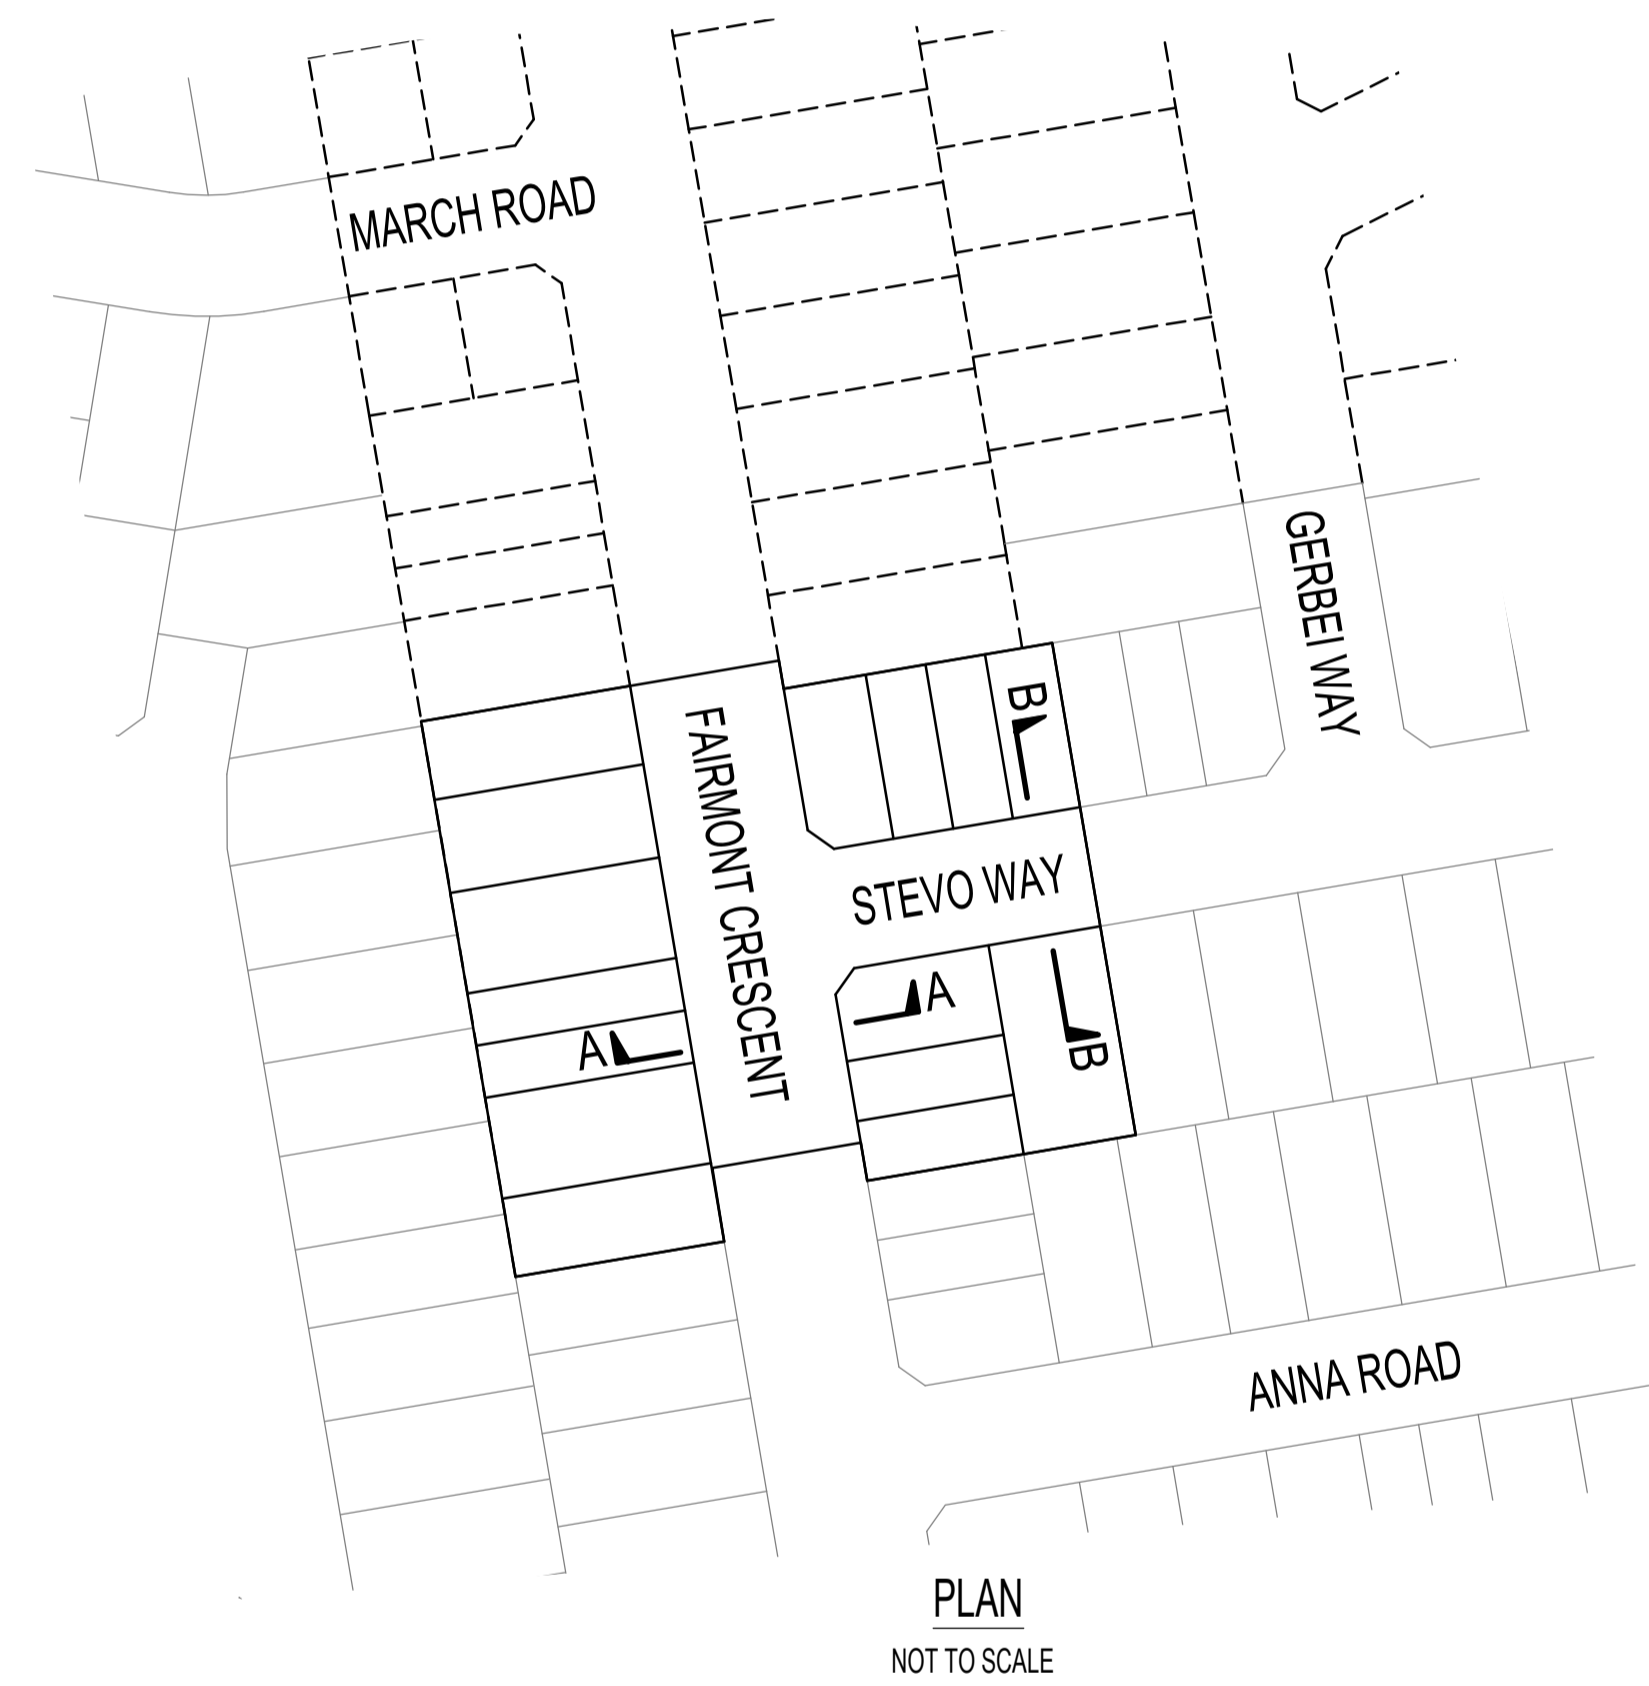 MARCH ROAD
GERBEI WAY
B
FAIRMONT CRESCENT
STEVO WAY
A
A
B
ANNA ROAD
PLAN
NOT TO SCALE